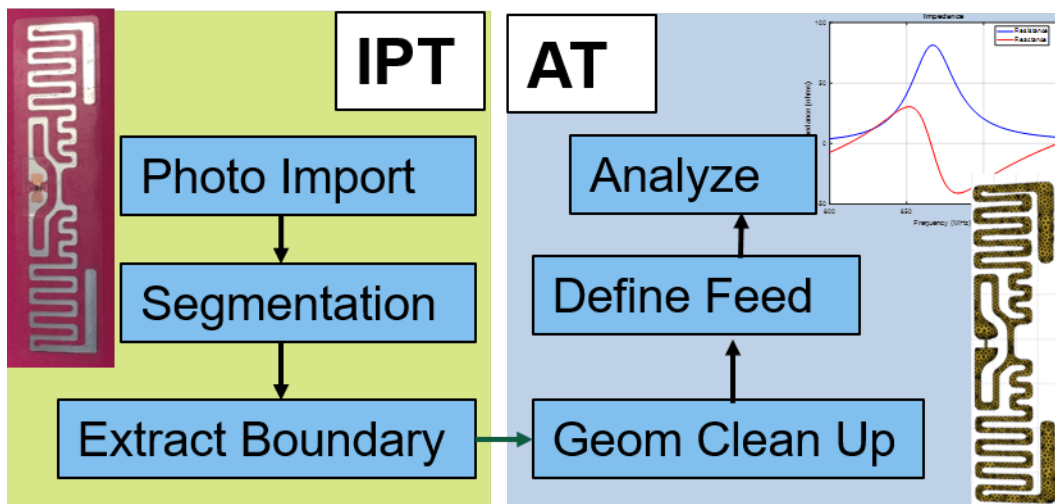 IPT
Photo Import
Segmentation
Extract Boundary
AT
Analyze
Define Feed
Geom Clean Up
Impedance
Resistance
Reactance
100
50
0
600
650
Frequency (MHz)